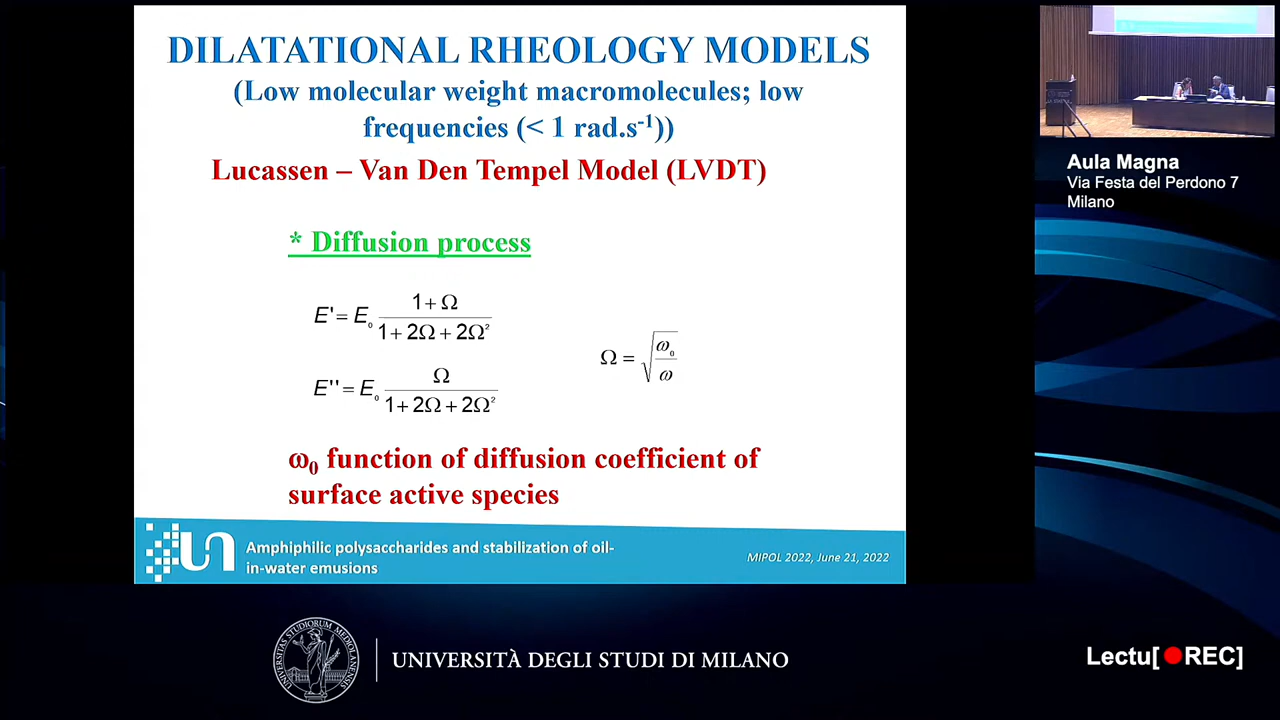 DILATATIONAL RHEOLOGY MODELS
(Low molecular weight macromolecules; low
frequencies (< 1 rad.s⁻¹))
Lucassen – Van Den Tempel Model (LVDT)
* Diffusion process
E' = E₀ (1 + Ω) / (1 + 2Ω + 2Ω²)
Ω = √(ω₀/ω)
E'' = E₀ Ω / (1 + 2Ω + 2Ω²)
ω₀ function of diffusion coefficient of
surface active species
Amphiphilic polysaccharides and stabilization of oil-
in-water emusions
MIPOL 2022, June 21, 2022
Aula Magna
Via Festa del Perdono 7
Milano
UNIVERSITÀ DEGLI STUDI DI MILANO
Lectu[REC]